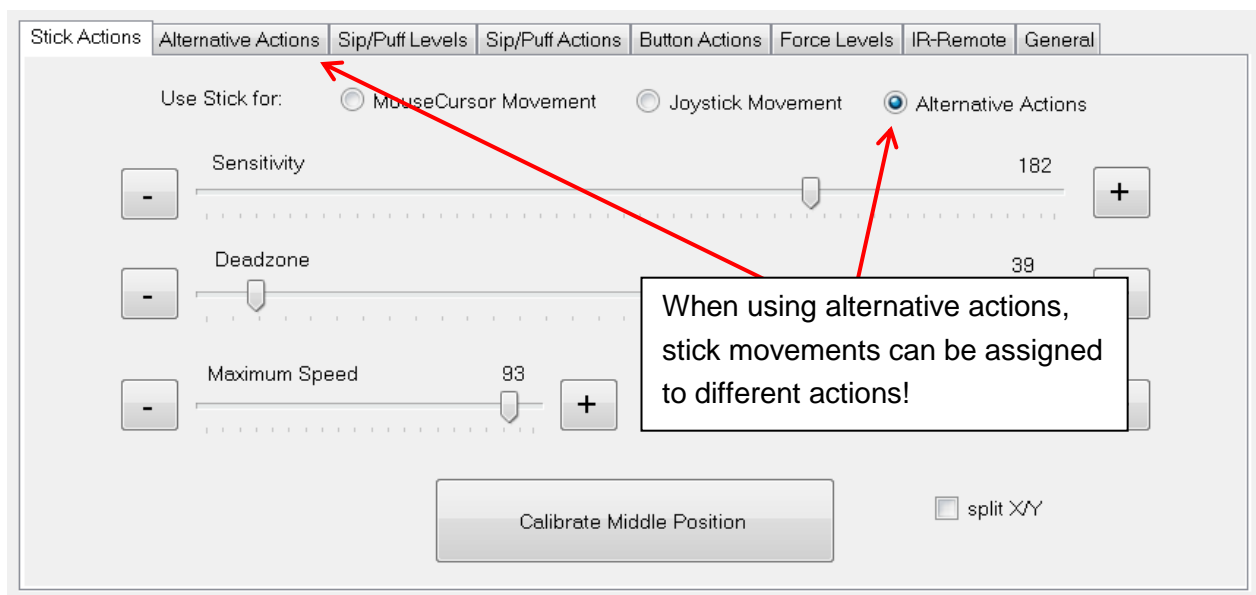 Stick Actions Alternative Actions Sip/Puff Levels Sip/Puff Actions Button Actions Force Levels IR-Remote General
Use Stick for: MouseCursor Movement Joystick Movement Alternative Actions
Sensitivity 182
- +
Deadzone 39
-
When using alternative actions,
stick movements can be assigned
to different actions!
Maximum Speed 93
- +
Calibrate Middle Position
split X/Y